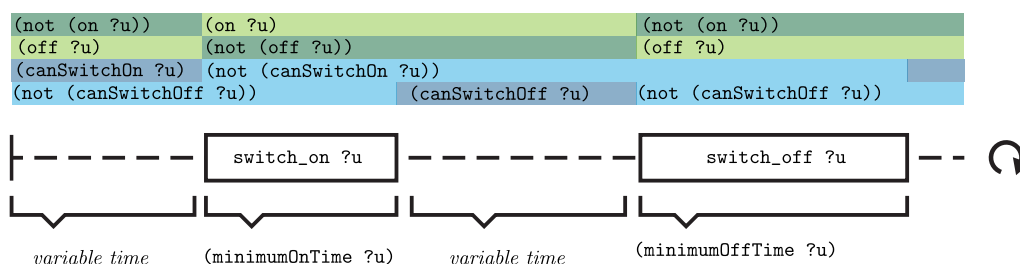 (not (on ?u)) (on ?u) (not (on ?u))
(off ?u) (not (off ?u)) (off ?u)
(canSwitchOn ?u) (not (canSwitchOn ?u))
(not (canSwitchOff ?u)) (canSwitchOff ?u) (not (canSwitchOff ?u))
switch_on ?u switch_off ?u
variable time (minimumOnTime ?u) variable time (minimumOffTime ?u)